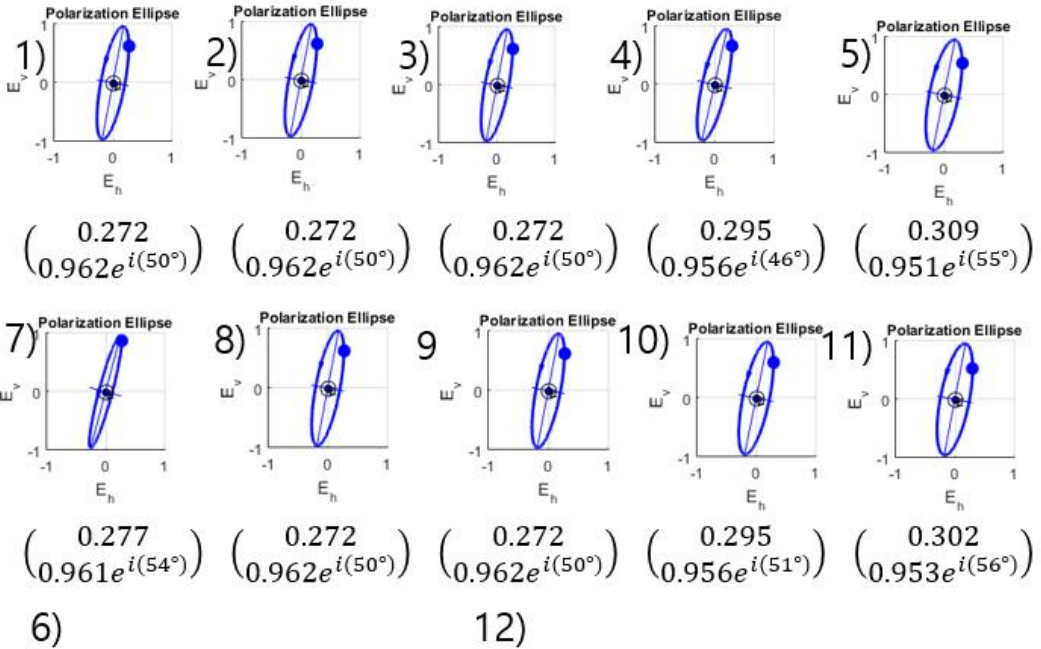 1) 2) 3) 4) 5)
Polarization Ellipse Polarization Ellipse Polarization Ellipse Polarization Ellipse Polarization Ellipse
1 1 1 1 1
E_v E_v E_v E_v E_v
0 0 0 0 0
-1 -1 -1 -1 -1
-1 0 1 -1 0 1 -1 0 1 -1 0 1 -1 0 1
E_h E_h E_h E_h E_h
0.272 0.272 0.272 0.295 0.309
0.962e^{i(50°)} 0.962e^{i(50°)} 0.962e^{i(50°)} 0.956e^{i(46°)} 0.951e^{i(55°)}
7) 8) 9 10) 11)
Polarization Ellipse Polarization Ellipse Polarization Ellipse Polarization Ellipse Polarization Ellipse
1 1 1 1 1
E_v E_v E_v E_v E_v
0 0 0 0 0
-1 -1 -1 -1 -1
-1 0 1 -1 0 1 -1 0 1 -1 0 1 -1 0 1
E_h E_h E_h E_h E_h
0.277 0.272 0.272 0.295 0.302
0.961e^{i(54°)} 0.962e^{i(50°)} 0.962e^{i(50°)} 0.956e^{i(51°)} 0.953e^{i(56°)}
6) 12)